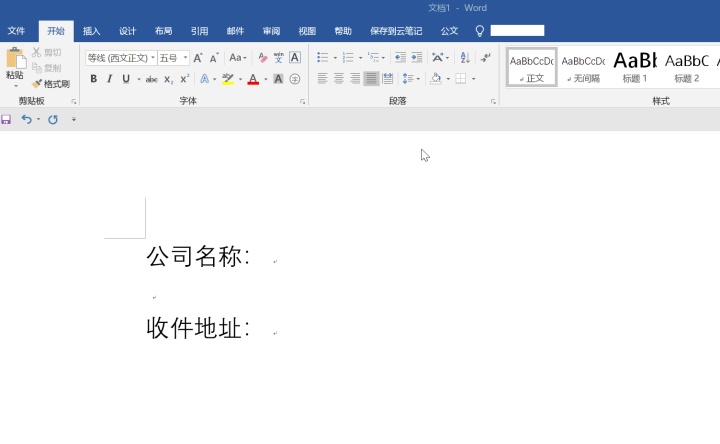 文档1 - Word
文件 开始 插入 设计 布局 引用 邮件 审阅 视图 帮助 保存到云笔记 公文
粘贴 剪切 复制 格式刷
等线 (西文正文) 五号 Aa
B I U abc x₂ x² A A A 字
AaBbCcDc AaBbCcDc AaBb AaBbC
正文 无间隔 标题 1 标题 2
剪贴板 字体 段落 样式
公司名称：
收件地址：